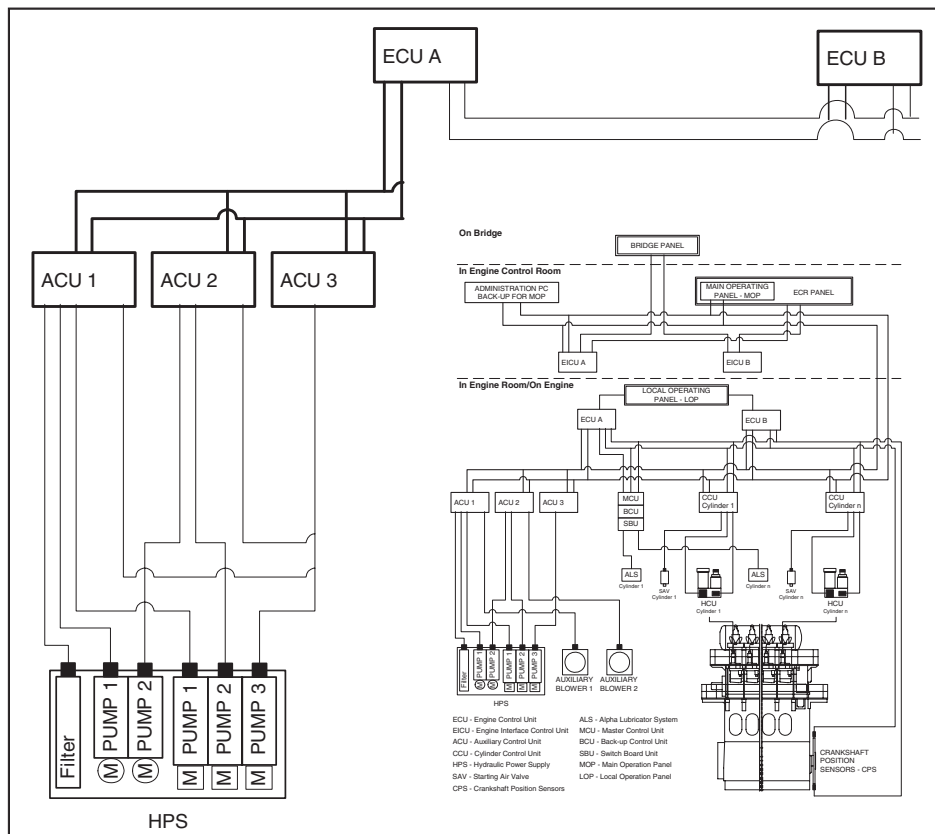 ECU A
ECU B
ACU 1
ACU 2
ACU 3
Filter
M PUMP 1
M PUMP 2
M PUMP 1
M PUMP 2
M PUMP 3
HPS
On Bridge
BRIDGE PANEL
In Engine Control Room
ADMINISTRATION PC
BACK-UP FOR MOP
MAIN OPERATING
PANEL - MOP
ECR PANEL
EICU A
EICU B
In Engine Room/On Engine
LOCAL OPERATING
PANEL - LOP
ECU A
ECU B
ACU 1
ACU 2
ACU 3
MCU
BCU
SBU
CCU
Cylinder 1
CCU
Cylinder n
ALS
Cylinder 1
SAV
Cylinder 1
HCU
Cylinder 1
ALS
Cylinder n
SAV
Cylinder n
HCU
Cylinder n
Filter
M PUMP 1
M PUMP 2
M PUMP 1
M PUMP 2
M PUMP 3
HPS
AUXILIARY
BLOWER 1
AUXILIARY
BLOWER 2
ECU - Engine Control Unit
EICU - Engine Interface Control Unit
ACU - Auxiliary Control Unit
CCU - Cylinder Control Unit
HPS - Hydraulic Power Supply
SAV - Starting Air Valve
CPS - Crankshaft Position Sensors
ALS - Alpha Lubricator System
MCU - Master Control Unit
BCU - Back-up Control Unit
SBU - Switch Board Unit
MOP - Main Operation Panel
LOP - Local Operation Panel
CRANKSHAFT
POSITION
SENSORS - CPS